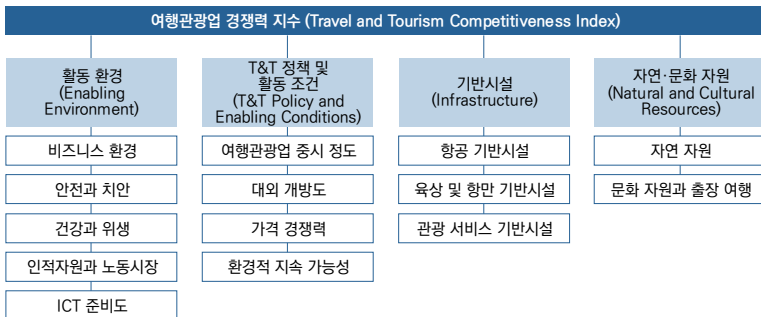 여행관광업 경쟁력 지수 (Travel and Tourism Competitiveness Index)
활동 환경
(Enabling
Environment)
비즈니스 환경
안전과 치안
건강과 위생
인적자원과 노동시장
ICT 준비도
T&T 정책 및
활동 조건
(T&T Policy and
Enabling Conditions)
여행관광업 중시 정도
대외 개방도
가격 경쟁력
환경적 지속 가능성
기반시설
(Infrastructure)
항공 기반시설
육상 및 항만 기반시설
관광 서비스 기반시설
자연·문화 자원
(Natural and Cultural
Resources)
자연 자원
문화 자원과 출장 여행